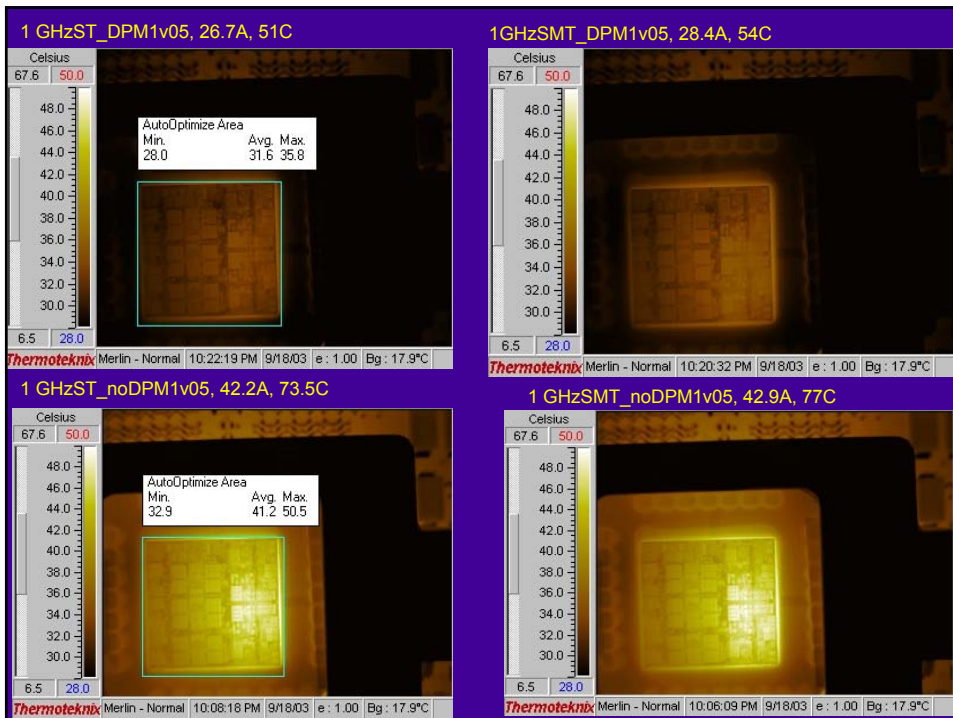 1 GHzST_DPM1v05, 26.7A, 51C
Celsius
67.6 50.0
48.0
46.0
44.0
42.0
40.0
38.0
36.0
34.0
32.0
30.0
6.5 28.0
AutoOptimize Area
Min. Avg. Max.
28.0 31.6 35.8
Thermoteknix Merlin - Normal 10:22:19 PM 9/18/03 e : 1.00 Bg : 17.9°C
1GHzSMT_DPM1v05, 28.4A, 54C
Celsius
67.6 50.0
48.0
46.0
44.0
42.0
40.0
38.0
36.0
34.0
32.0
30.0
6.5 28.0
Thermoteknix Merlin - Normal 10:20:32 PM 9/18/03 e : 1.00 Bg : 17.9°C
1 GHzST_noDPM1v05, 42.2A, 73.5C
Celsius
67.6 50.0
48.0
46.0
44.0
42.0
40.0
38.0
36.0
34.0
32.0
30.0
6.5 28.0
AutoOptimize Area
Min. Avg. Max.
32.9 41.2 50.5
Thermoteknix Merlin - Normal 10:08:18 PM 9/18/03 e : 1.00 Bg : 17.9°C
1 GHzSMT_noDPM1v05, 42.9A, 77C
Celsius
67.6 50.0
48.0
46.0
44.0
42.0
40.0
38.0
36.0
34.0
32.0
30.0
6.5 28.0
Thermoteknix Merlin - Normal 10:06:09 PM 9/18/03 e : 1.00 Bg : 17.9°C